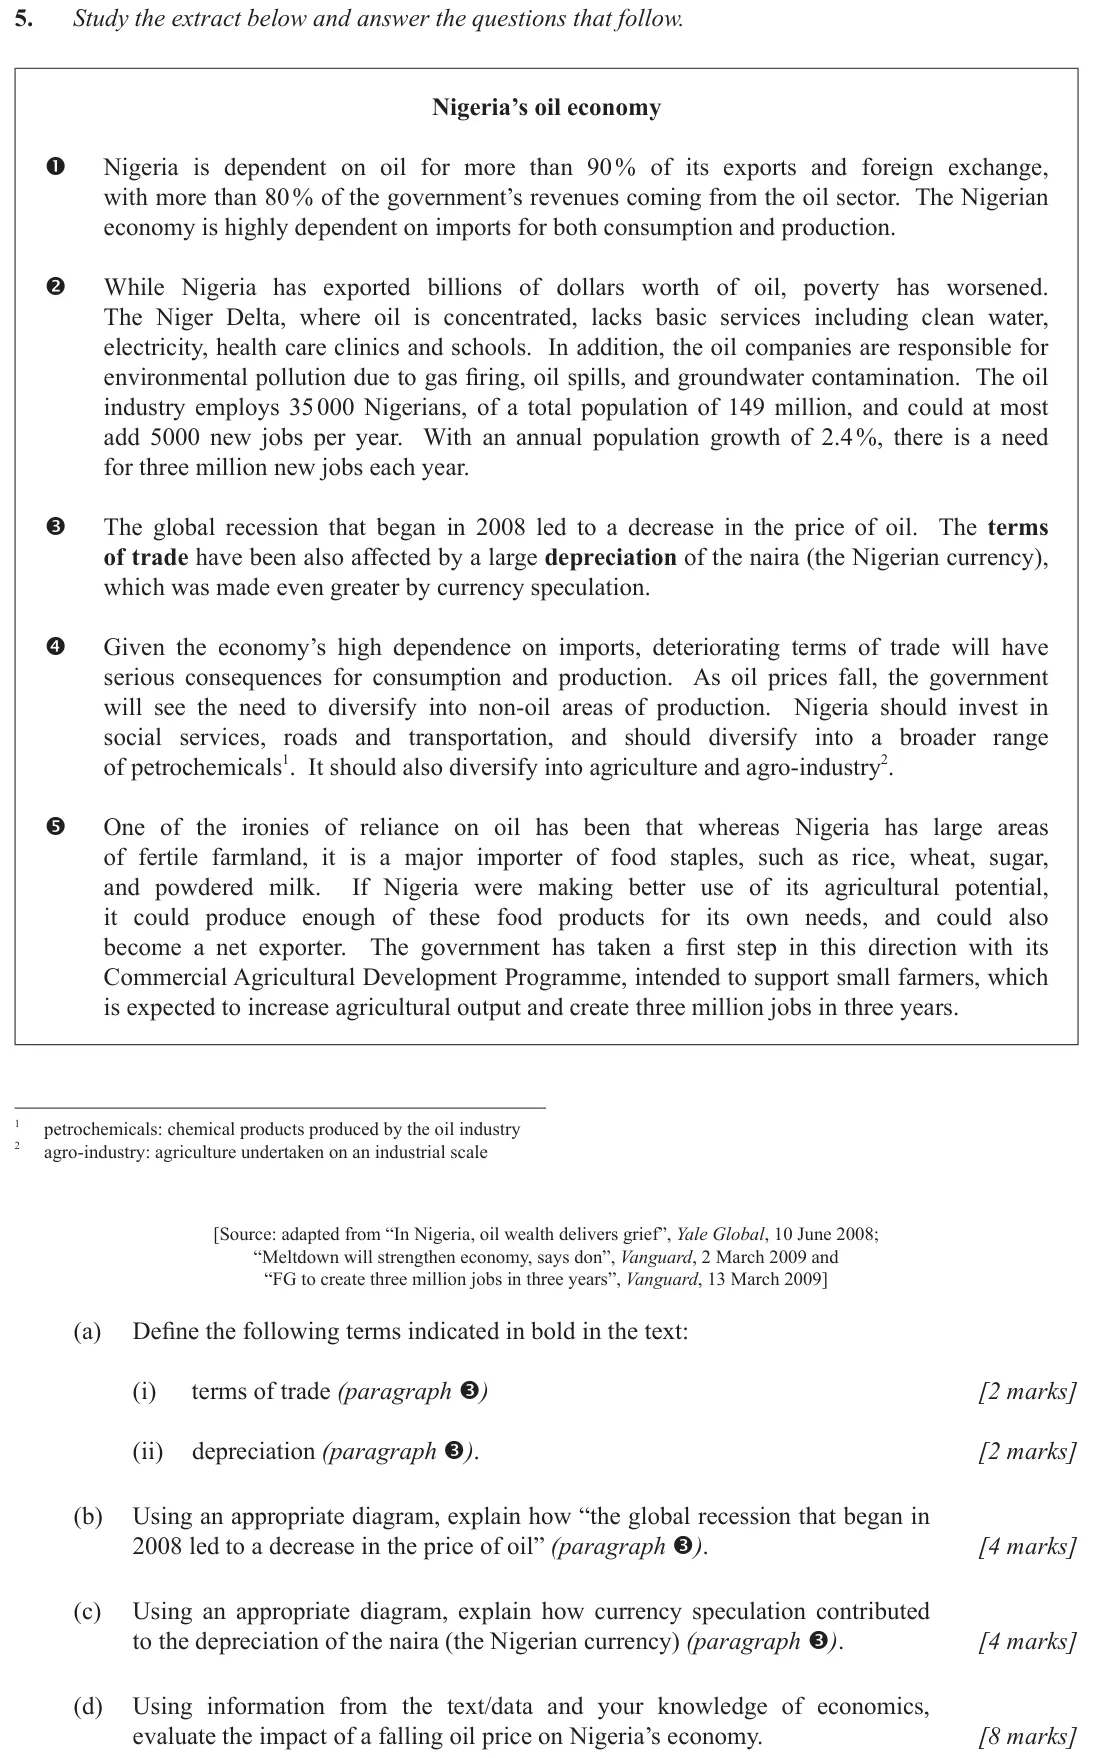 5. Study the extract below and answer the questions that follow.
Nigeria’s oil economy
❶ Nigeria is dependent on oil for more than 90% of its exports and foreign exchange,
with more than 80% of the government’s revenues coming from the oil sector. The Nigerian
economy is highly dependent on imports for both consumption and production.
❷ While Nigeria has exported billions of dollars worth of oil, poverty has worsened.
The Niger Delta, where oil is concentrated, lacks basic services including clean water,
electricity, health care clinics and schools. In addition, the oil companies are responsible for
environmental pollution due to gas firing, oil spills, and groundwater contamination. The oil
industry employs 35000 Nigerians, of a total population of 149 million, and could at most
add 5000 new jobs per year. With an annual population growth of 2.4%, there is a need
for three million new jobs each year.
❸ The global recession that began in 2008 led to a decrease in the price of oil. The terms
of trade have been also affected by a large depreciation of the naira (the Nigerian currency),
which was made even greater by currency speculation.
❹ Given the economy’s high dependence on imports, deteriorating terms of trade will have
serious consequences for consumption and production. As oil prices fall, the government
will see the need to diversify into non-oil areas of production. Nigeria should invest in
social services, roads and transportation, and should diversify into a broader range
of petrochemicals¹. It should also diversify into agriculture and agro-industry².
❺ One of the ironies of reliance on oil has been that whereas Nigeria has large areas
of fertile farmland, it is a major importer of food staples, such as rice, wheat, sugar,
and powdered milk. If Nigeria were making better use of its agricultural potential,
it could produce enough of these food products for its own needs, and could also
become a net exporter. The government has taken a first step in this direction with its
Commercial Agricultural Development Programme, intended to support small farmers, which
is expected to increase agricultural output and create three million jobs in three years.
¹ petrochemicals: chemical products produced by the oil industry
² agro-industry: agriculture undertaken on an industrial scale
[Source: adapted from “In Nigeria, oil wealth delivers grief”, Yale Global, 10 June 2008;
“Meltdown will strengthen economy, says don”, Vanguard, 2 March 2009 and
“FG to create three million jobs in three years”, Vanguard, 13 March 2009]
(a) Define the following terms indicated in bold in the text:
(i) terms of trade (paragraph ❸) [2 marks]
(ii) depreciation (paragraph ❸). [2 marks]
(b) Using an appropriate diagram, explain how “the global recession that began in
2008 led to a decrease in the price of oil” (paragraph ❸). [4 marks]
(c) Using an appropriate diagram, explain how currency speculation contributed
to the depreciation of the naira (the Nigerian currency) (paragraph ❸). [4 marks]
(d) Using information from the text/data and your knowledge of economics,
evaluate the impact of a falling oil price on Nigeria’s economy. [8 marks]